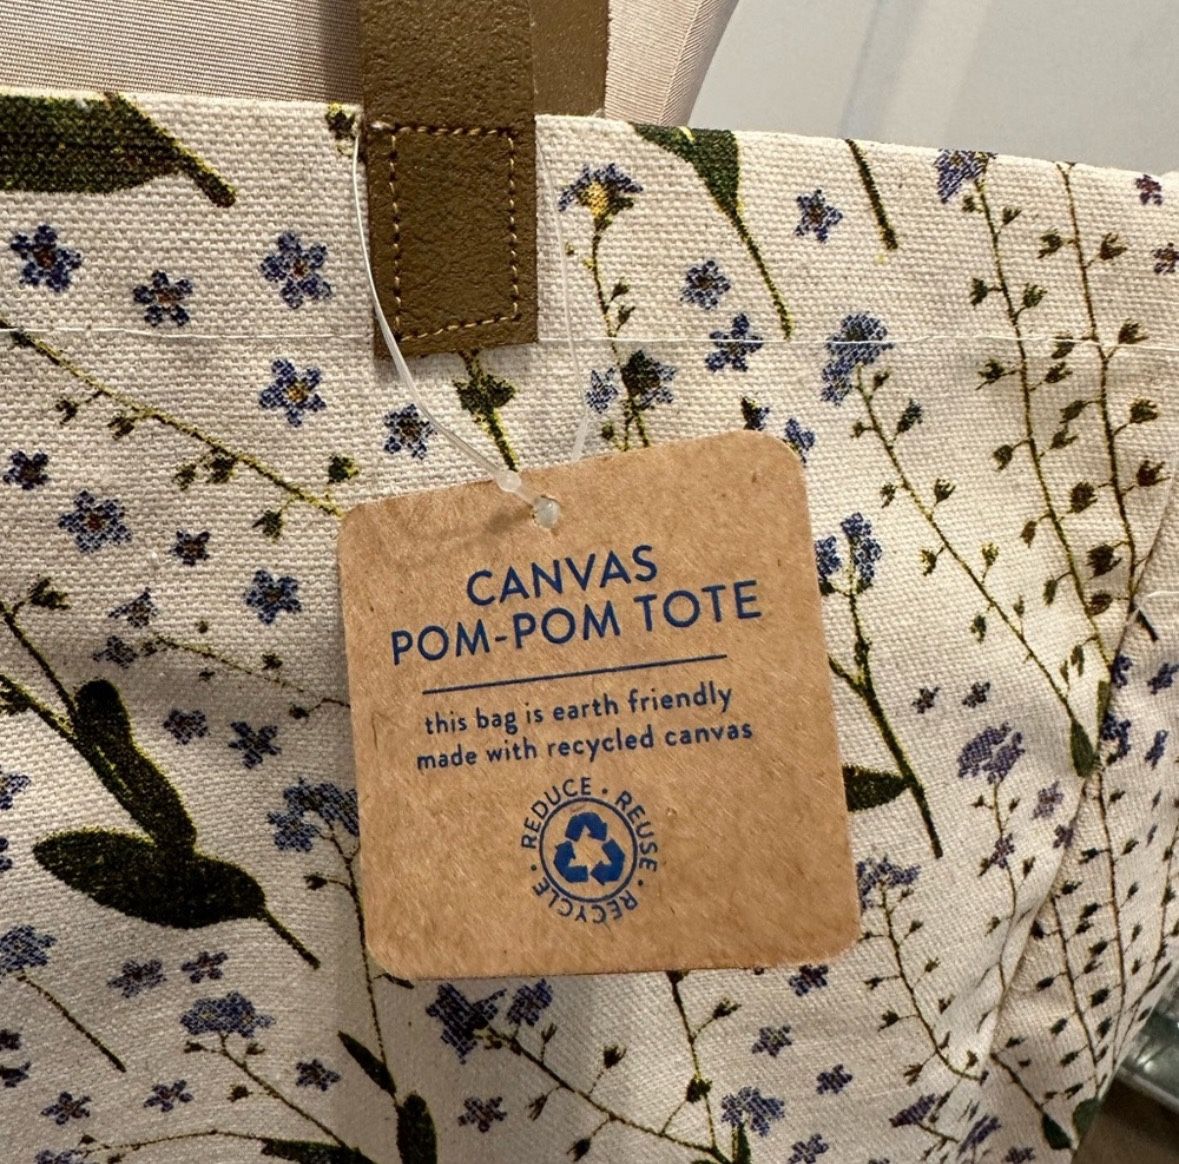 CANVAS
POM-POM TOTE
this bag is earth friendly
made with recycled canvas
REDUCE · REUSE · RECYCLE ·